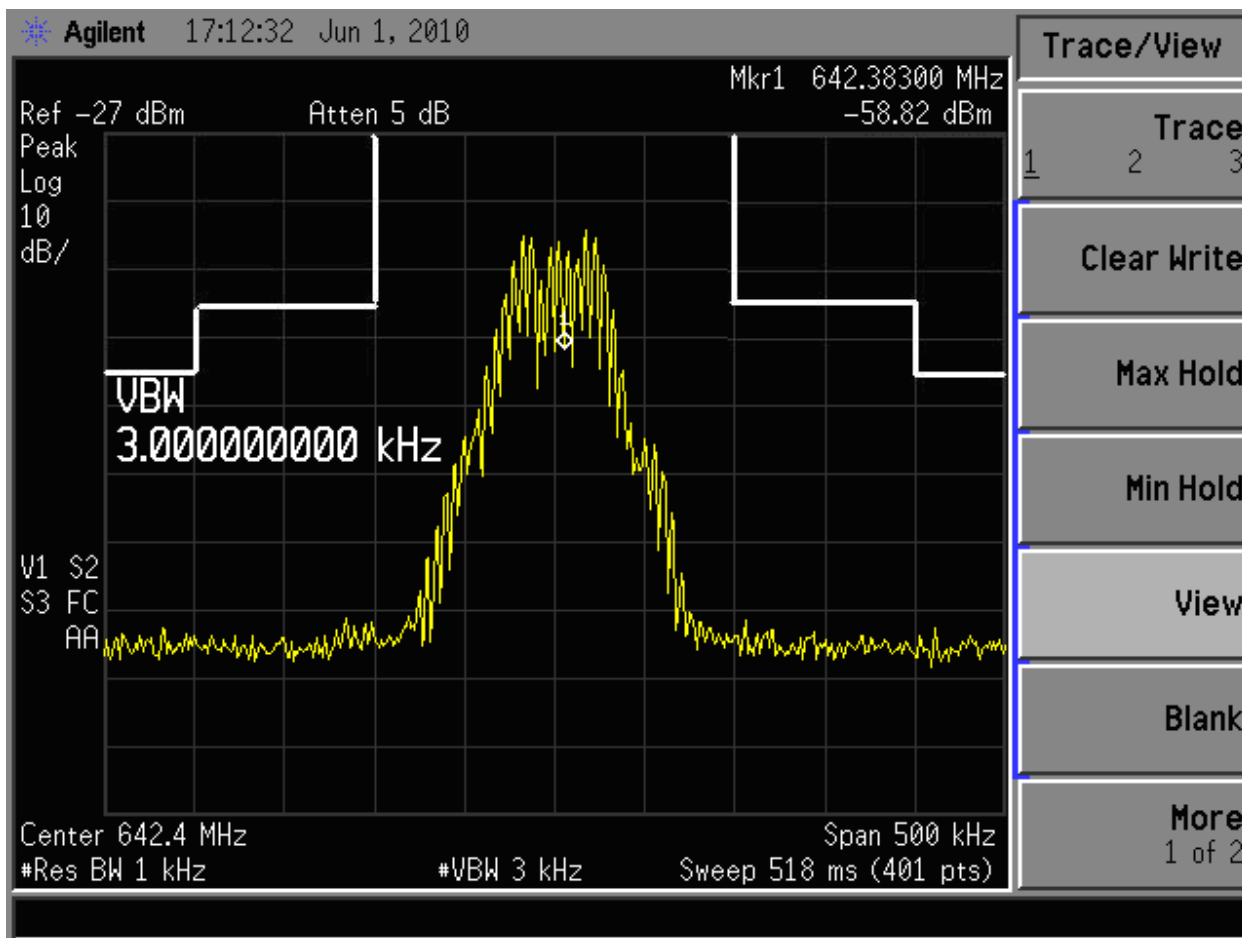 Agilent 17:12:32 Jun 1, 2010
Trace/View
Mkr1 642.38300 MHz
Ref -27 dBm Atten 5 dB -58.82 dBm
Peak
Log
10
dB/
1
VBW
3.000000000 kHz
V1 S2
S3 FC
AA
Center 642.4 MHz Span 500 kHz
#Res BW 1 kHz #VBW 3 kHz Sweep 518 ms (401 pts)
Trace
1 2 3
Clear Write
Max Hold
Min Hold
View
Blank
More
1 of 2